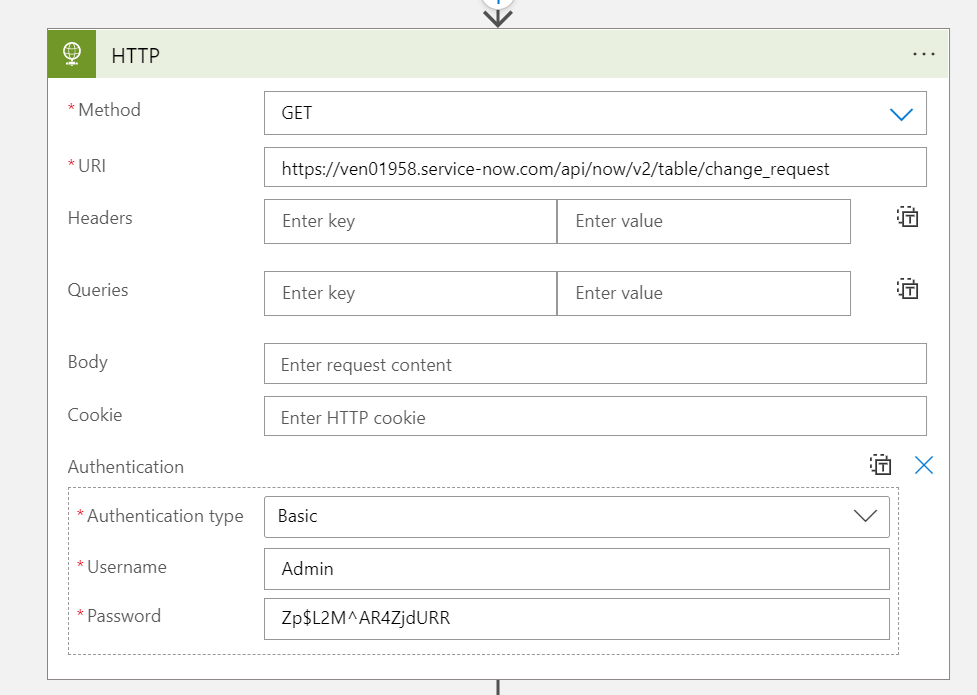 HTTP
* Method
GET
* URI
https://ven01958.service-now.com/api/now/v2/table/change_request
Headers
Enter key
Enter value
Queries
Enter key
Enter value
Body
Enter request content
Cookie
Enter HTTP cookie
Authentication
* Authentication type
Basic
* Username
Admin
* Password
Zp$L2M^AR4ZjdURR